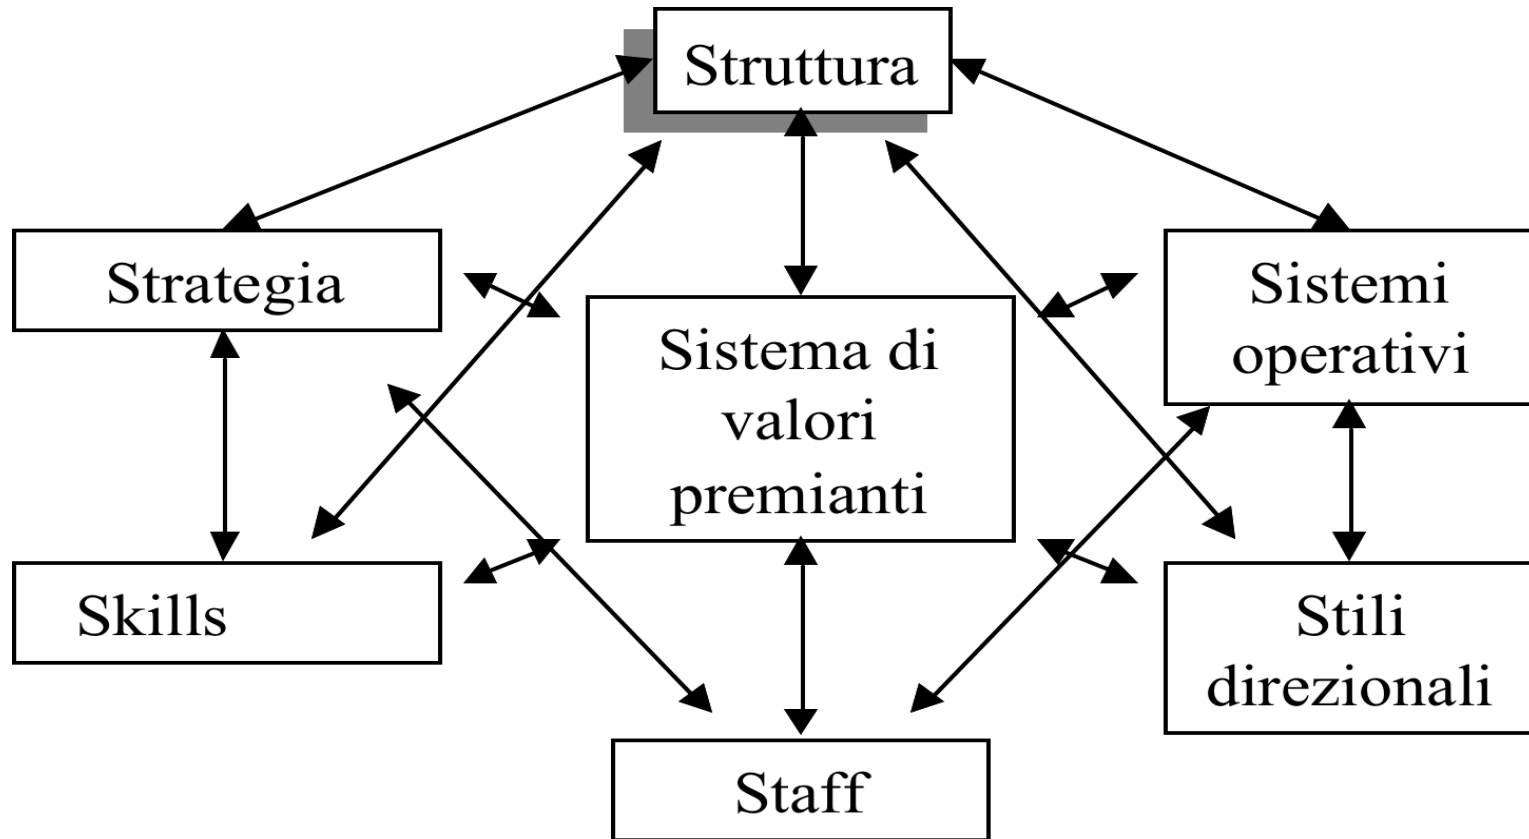 Struttura
Strategia
Sistemi
operativi
Sistema di
valori
premianti
Skills
Stili
direzionali
Staff